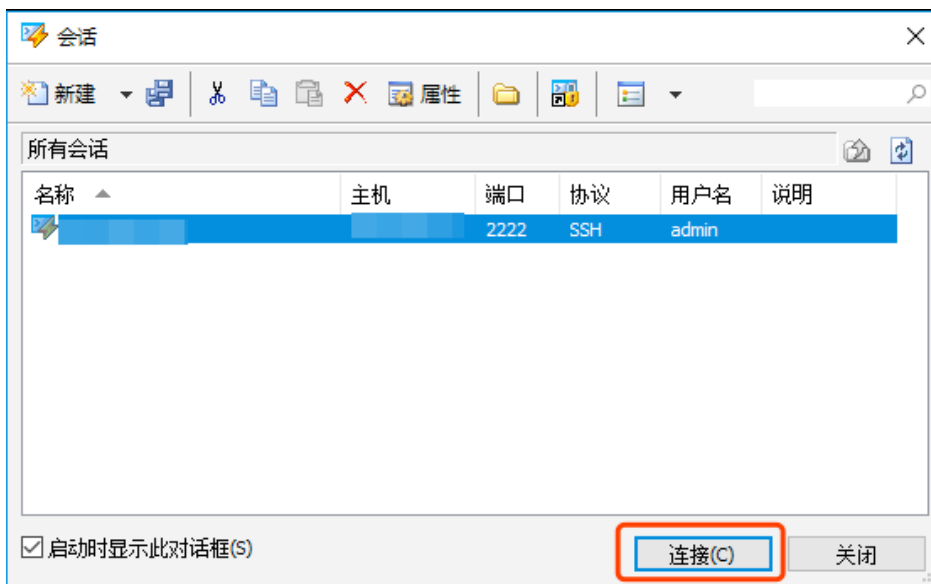 会话
新建 属性
所有会话
名称 主机 端口 协议 用户名 说明
2222 SSH admin
启动时显示此对话框(S) 连接(C) 关闭